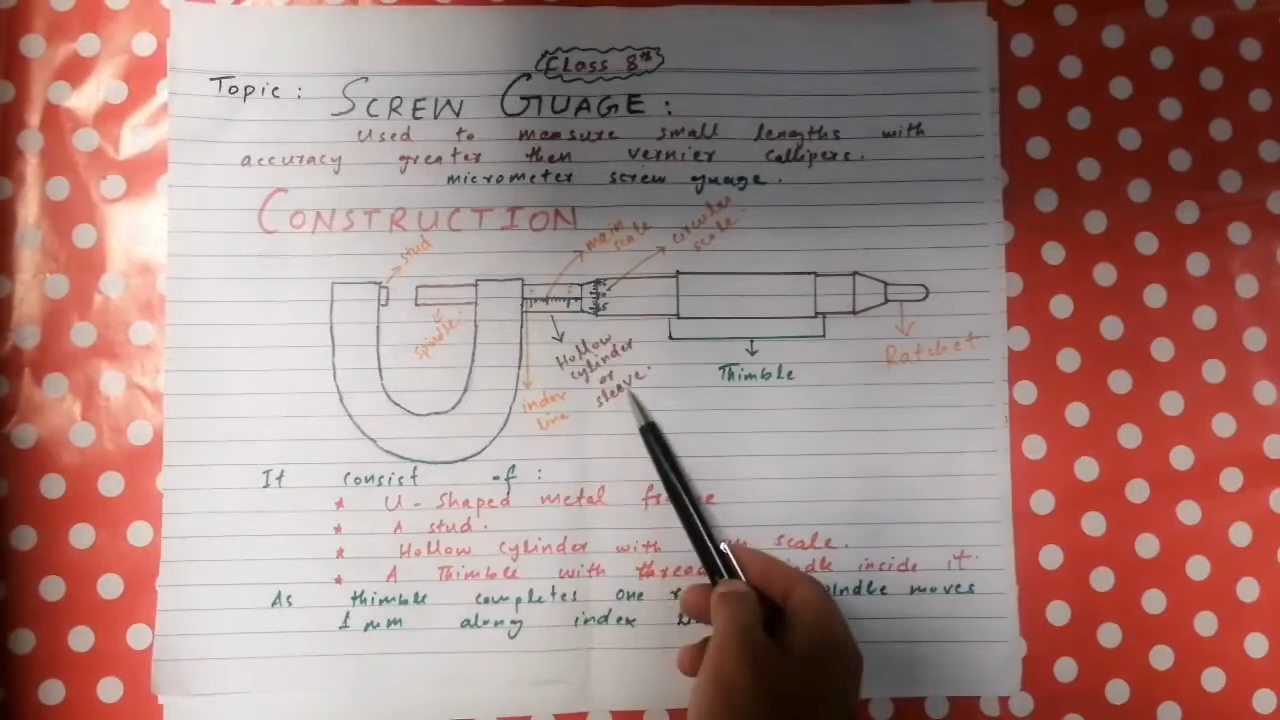 Class 8th
Topic: SCREW GUAGE:
Used to measure small lengths with
accuracy greater then vernier callipers.
micrometer screw guage.
CONSTRUCTION
stud
main scale
circular scale
spindle
Hollow
cylinder
or
sleeve.
index
line
Thimble
Ratchet
It consist of:
* U-shaped metal
* A stud.
* Hollow cylinder with scale.
* A Thimble with inside it
As thimble completes one moves
1 mm along index